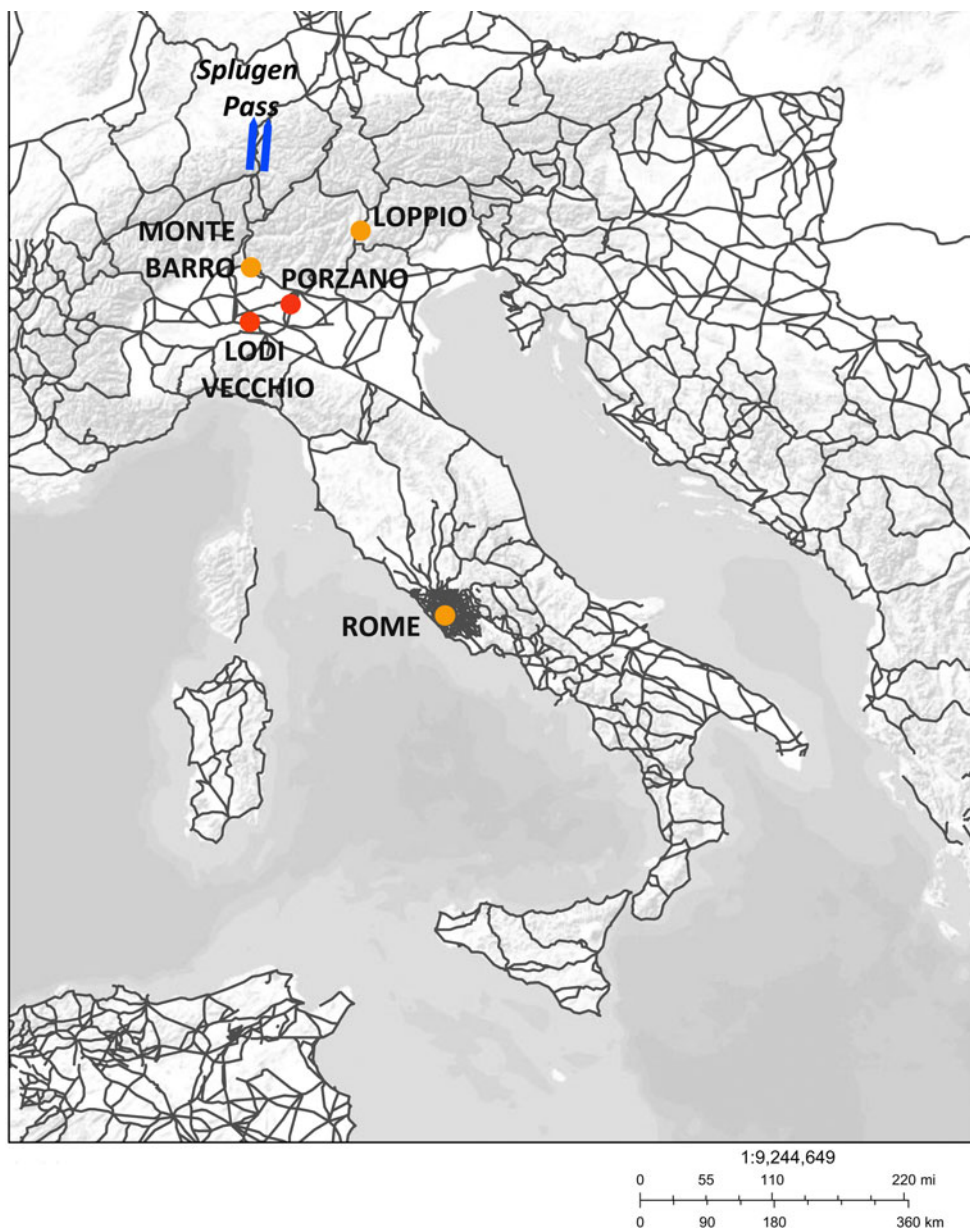 Splugen
Pass
LOPPIO
MONTE
BARRO
PORZANO
LODI
VECCHIO
ROME
1:9,244,649
0 55 110 220 mi
0 90 180 360 km